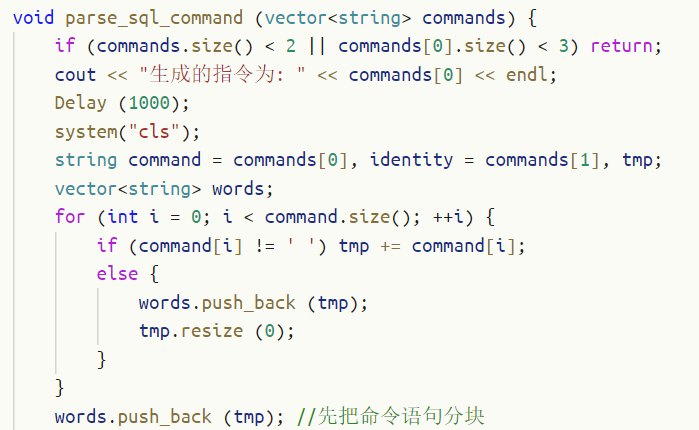 void parse_sql_command (vector<string> commands) {
    if (commands.size() < 2 || commands[0].size() < 3) return;
    cout << "生成的指令为: " << commands[0] << endl;
    Delay (1000);
    system("cls");
    string command = commands[0], identity = commands[1], tmp;
    vector<string> words;
    for (int i = 0; i < command.size(); ++i) {
        if (command[i] != ' ') tmp += command[i];
        else {
            words.push_back (tmp);
            tmp.resize (0);
        }
    }
    words.push_back (tmp); //先把命令语句分块